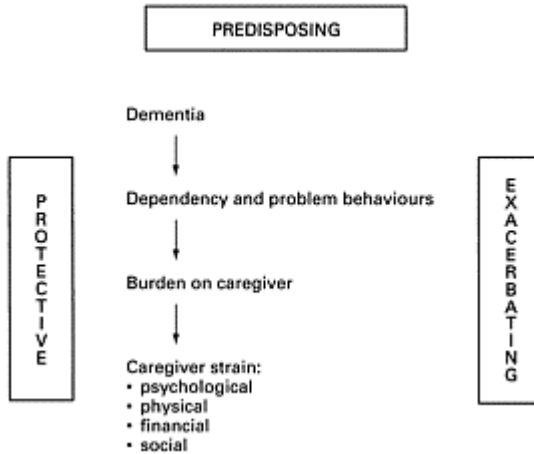 PREDISPOSING
Dementia
PROTECTIVE
EXACERBATING
Dependency and problem behaviours
Burden on caregiver
Caregiver strain:
• psychological
• physical
• financial
• social